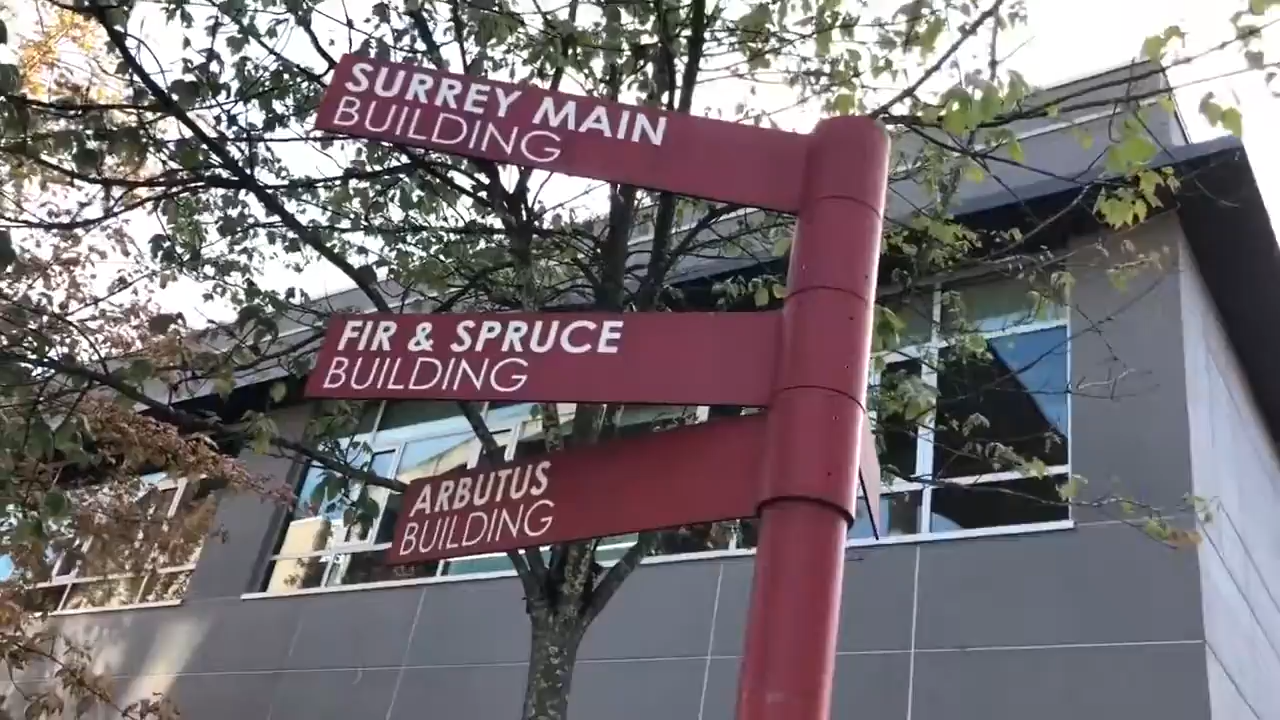 SURREY MAIN
BUILDING
FIR & SPRUCE
BUILDING
ARBUTUS
BUILDING